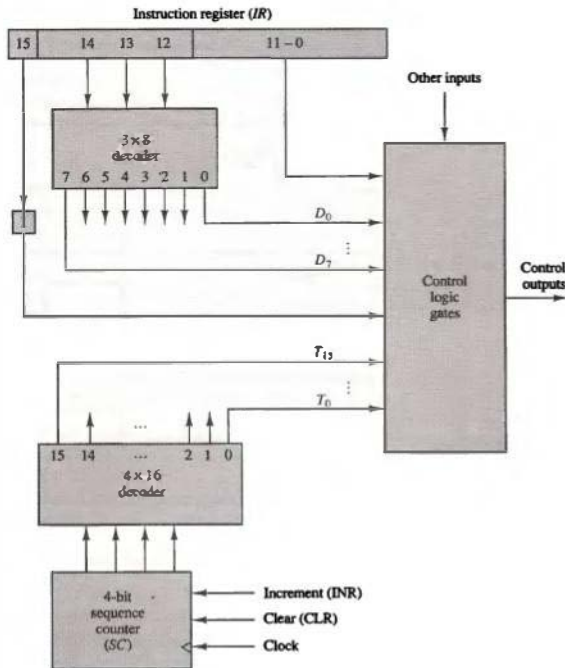 Instruction register (IR)
15 14 13 12 11 – 0
Other inputs
3 × 8
decoder
7 6 5 4 3 2 1 0
I
D0
⋮
D7
Control
logic
gates
Control
outputs
T15
⋮
T0
...
15 14 ... 2 1 0
4 × 16
decoder
4-bit
sequence
counter
(SC)
Increment (INR)
Clear (CLR)
Clock